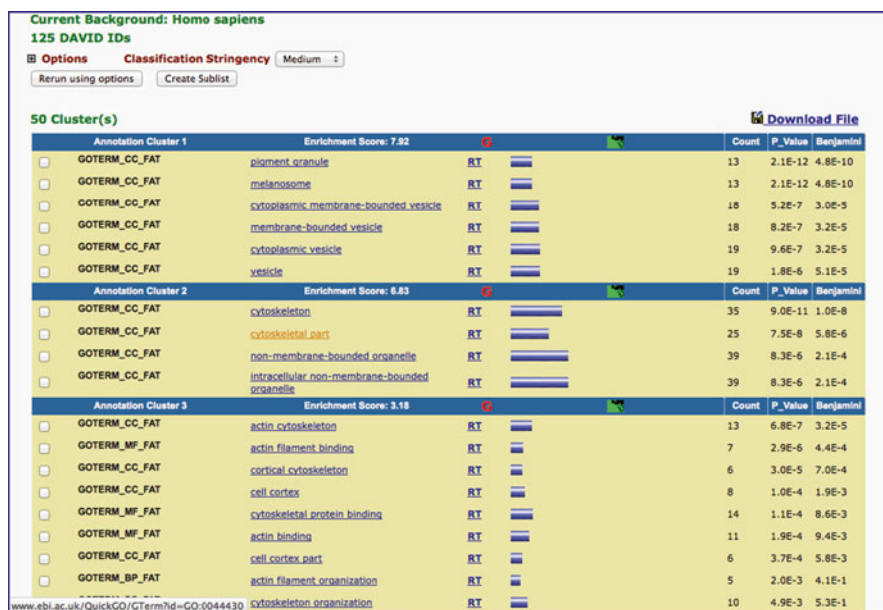 Current Background: Homo sapiens
125 DAVID IDs
Options Classification Stringency Medium
Rerun using options Create Sublist
50 Cluster(s) Download File
Annotation Cluster 1 Enrichment Score: 7.92 G Count P_Value Benjamini
GOTERM_CC_FAT pigment granule RT 13 2.1E-12 4.8E-10
GOTERM_CC_FAT melanosome RT 13 2.1E-12 4.8E-10
GOTERM_CC_FAT cytoplasmic membrane-bounded vesicle RT 18 5.2E-7 3.0E-5
GOTERM_CC_FAT membrane-bounded vesicle RT 18 8.2E-7 3.2E-5
GOTERM_CC_FAT cytoplasmic vesicle RT 19 9.6E-7 3.2E-5
GOTERM_CC_FAT vesicle RT 19 1.8E-6 5.1E-5
Annotation Cluster 2 Enrichment Score: 6.83 G Count P_Value Benjamini
GOTERM_CC_FAT cytoskeleton RT 35 9.0E-11 1.0E-8
GOTERM_CC_FAT cytoskeletal part RT 25 7.5E-8 5.8E-6
GOTERM_CC_FAT non-membrane-bounded organelle RT 39 8.3E-6 2.1E-4
GOTERM_CC_FAT intracellular non-membrane-bounded
organelle RT 39 8.3E-6 2.1E-4
Annotation Cluster 3 Enrichment Score: 3.18 G Count P_Value Benjamini
GOTERM_CC_FAT actin cytoskeleton RT 13 6.8E-7 3.2E-5
GOTERM_MF_FAT actin filament binding RT 7 2.9E-6 4.4E-4
GOTERM_CC_FAT cortical cytoskeleton RT 6 3.0E-5 7.0E-4
GOTERM_CC_FAT cell cortex RT 8 1.0E-4 1.9E-3
GOTERM_MF_FAT cytoskeletal protein binding RT 14 1.1E-4 8.6E-3
GOTERM_MF_FAT actin binding RT 11 1.9E-4 9.4E-3
GOTERM_CC_FAT cell cortex part RT 6 3.7E-4 5.8E-3
GOTERM_BP_FAT actin filament organization RT 5 2.0E-3 4.1E-1
www.ebi.ac.uk/QuickGO/GTerm?id=GO:0044430 cytoskeleton organization RT 10 4.9E-3 5.3E-1